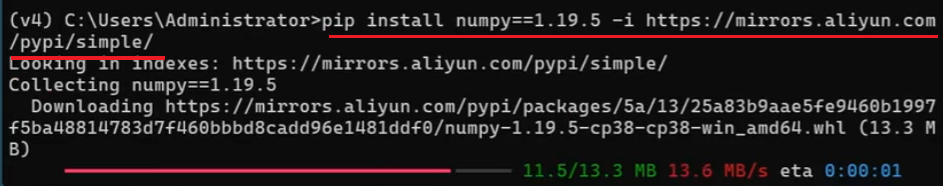 (v4) C:\Users\Administrator>pip install numpy==1.19.5 -i https://mirrors.aliyun.com
/pypi/simple/
Looking in indexes: https://mirrors.aliyun.com/pypi/simple/
Collecting numpy==1.19.5
  Downloading https://mirrors.aliyun.com/pypi/packages/5a/13/25a83b9aae5fe9460b1997
f5ba48814783d7f460bbbd8cadd96e1481ddf0/numpy-1.19.5-cp38-cp38-win_amd64.whl (13.3 M
B)
11.5/13.3 MB 13.6 MB/s eta 0:00:01